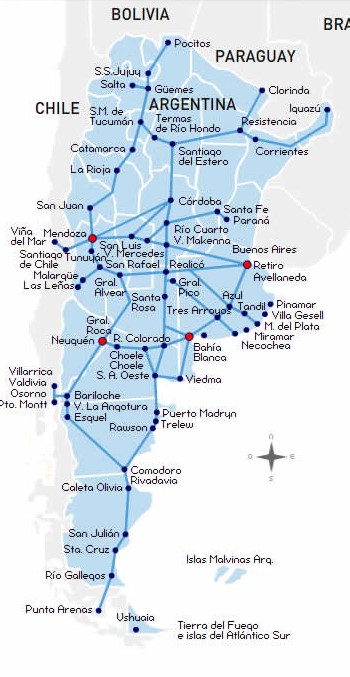 BOLIVIA
Pocitos
BRA
PARAGUAY
S.S.Jujuy
Salta
Güemes
Clorinda
CHILE
ARGENTINA
Iguazú
S.M. de
Tucumán
Termas
de Río Hondo
Resistencia
Catamarca
Santiago
del Estero
Corrientes
La Rioja
San Juan
Córdoba
Santa Fe
Paraná
Viña
del Mar
Mendoza
San Luis
Río Cuarto
V. Makenna
Santiago
de Chile
Tunuyán
V. Mercedes
Buenos Aires
San Rafael
Realicó
Retiro
Avellaneda
Malargüe
Las Leñas
Gral.
Alvear
Gral.
Pico
Santa
Rosa
Azul
Tres Arroyos
Tandil
Pinamar
Villa Gesell
M. del Plata
Miramar
Necochea
Gral.
Roca
Neuquén
R. Colorado
Bahía
Blanca
Choele
Choele
Villarrica
Valdivia
Osorno
Pto. Montt
S. A. Oeste
Viedma
Bariloche
V. La Angotura
Esquel
Puerto Madryn
Trelew
Rawson
N
O
E
S
Comodoro
Rivadavia
Caleta Olivia
San Julián
Sta. Cruz
Islas Malvinas Arq.
Río Gallegos
Punta Arenas
Ushuaia
Tierra del Fuego
e islas del Atlántico Sur